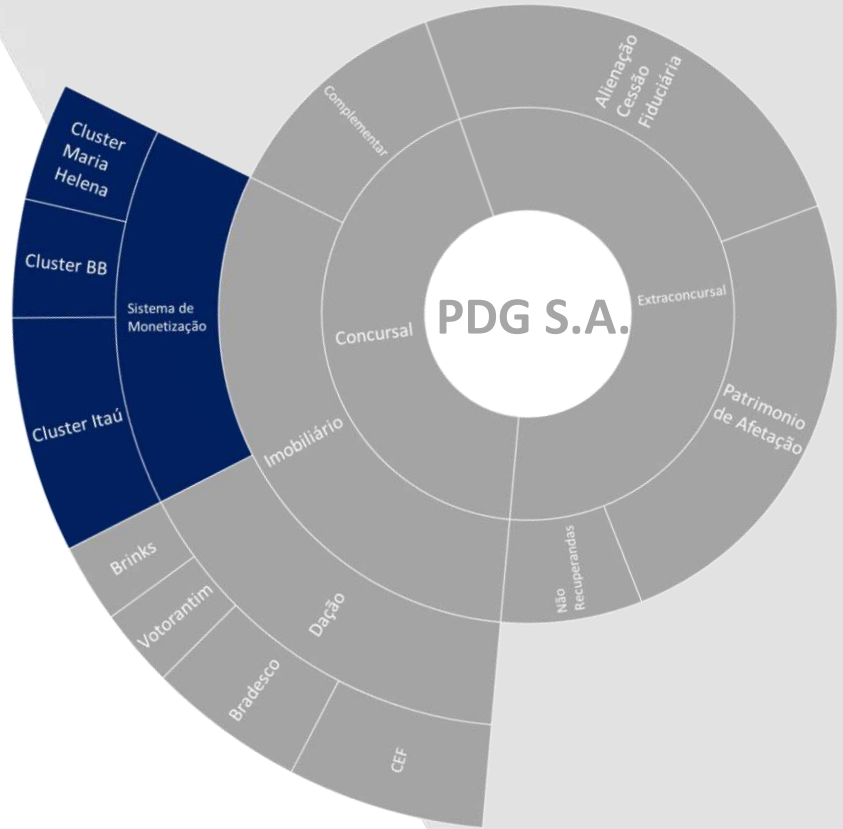 Alienação
Cessão
Fiduciária
Complementar
Cluster
Maria
Helena
Cluster BB
Sistema de
Monetização
Cluster Itaú
Concursal
PDG S.A.
Extraconcursal
Imobiliário
Patrimonio
de Afetação
Não
Recuperandas
Brinks
Votorantim
Dação
Bradesco
CEF